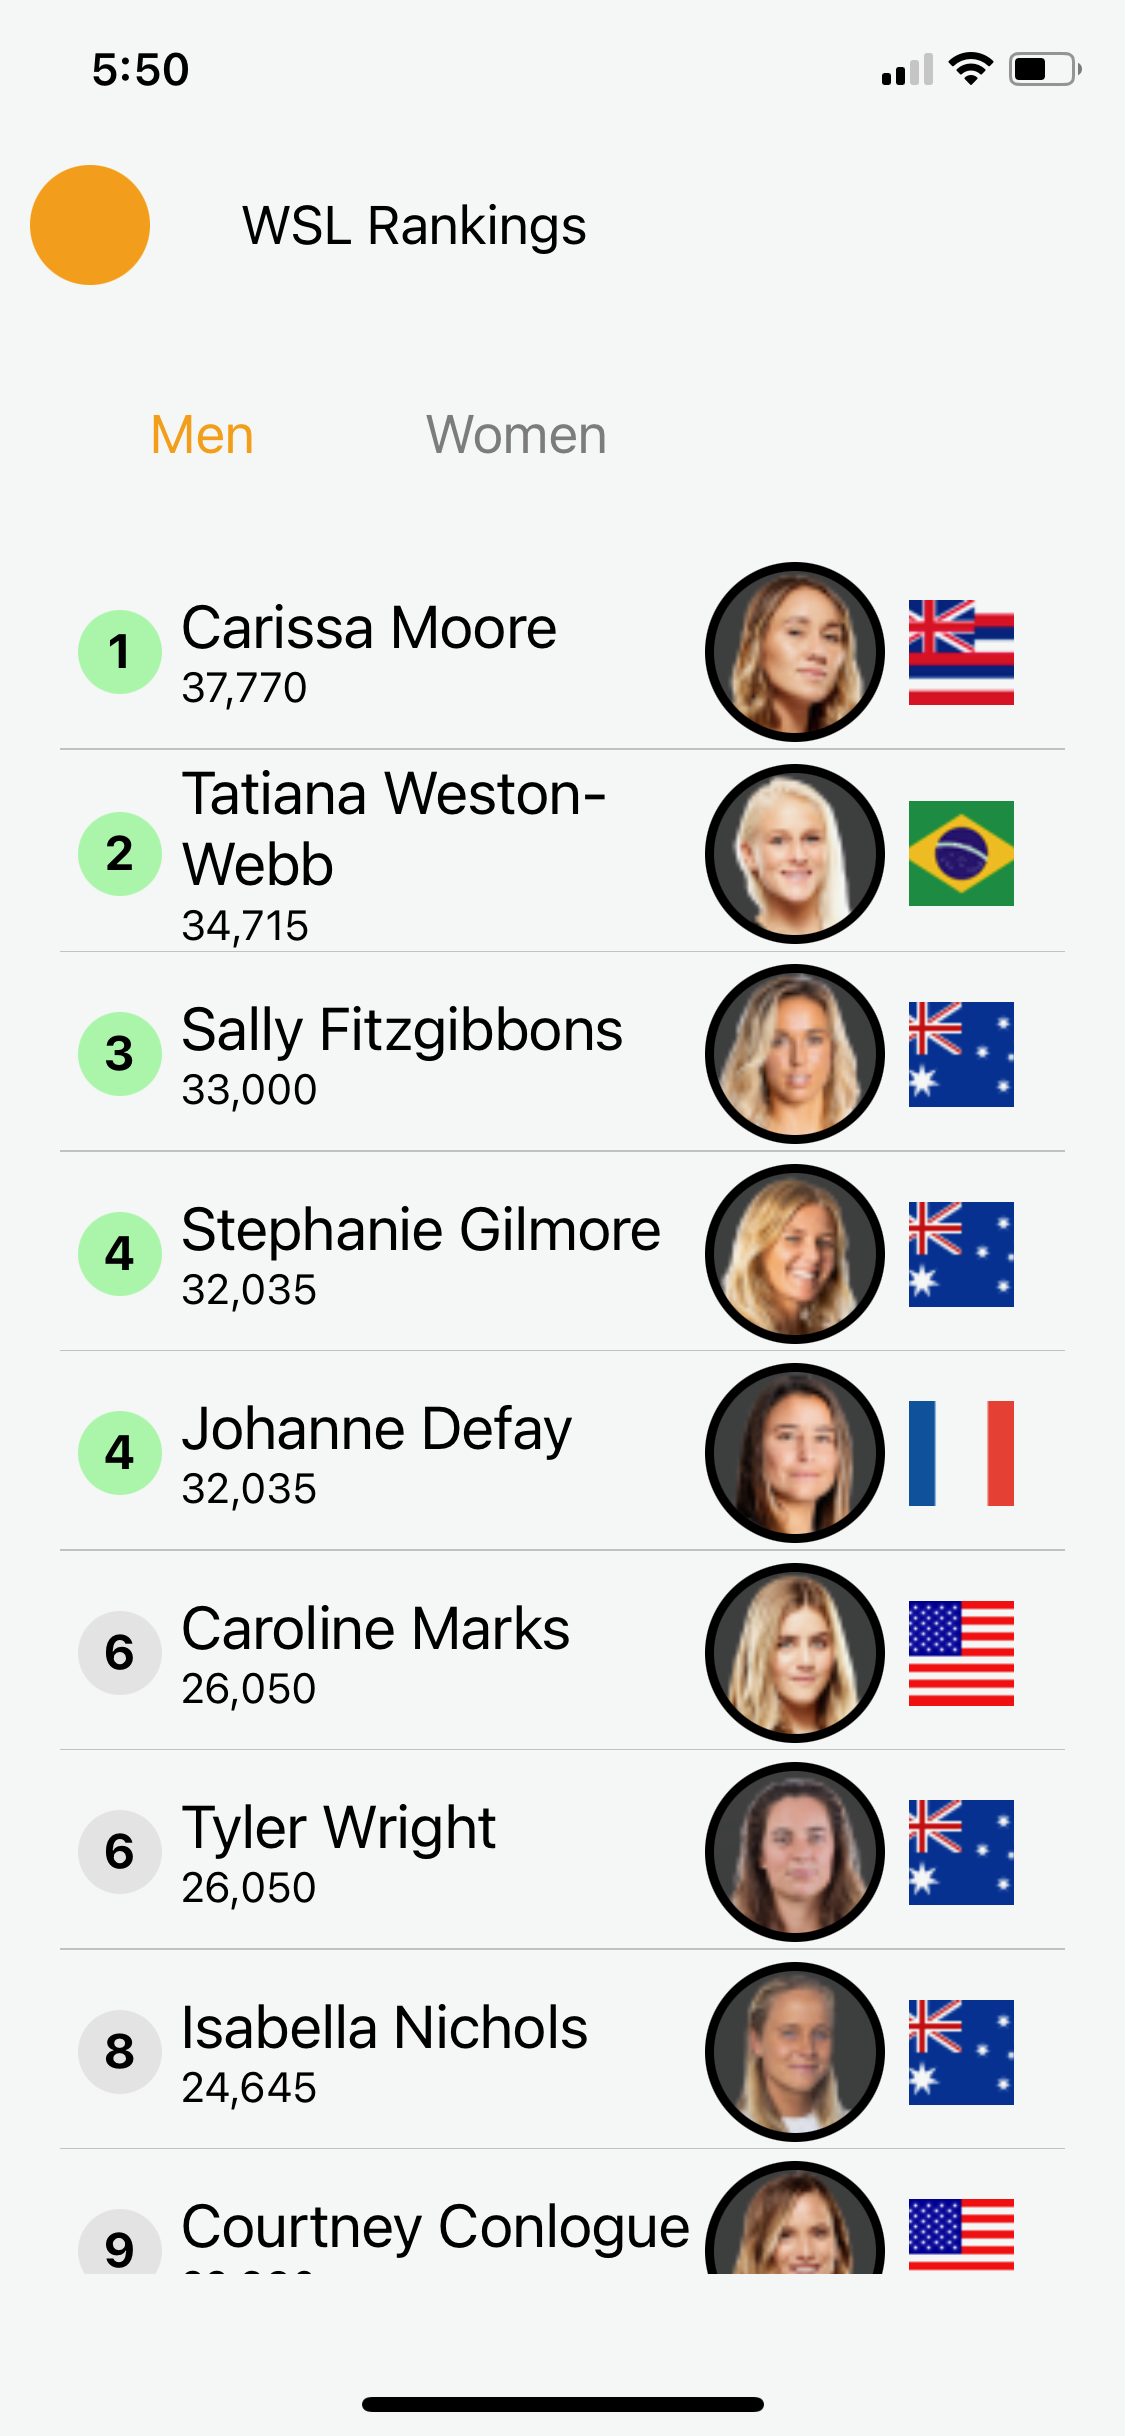 5:50
WSL Rankings
Men Women
1 Carissa Moore
37,770
Tatiana Weston-
2 Webb
34,715
3 Sally Fitzgibbons
33,000
4 Stephanie Gilmore
32,035
4 Johanne Defay
32,035
6 Caroline Marks
26,050
6 Tyler Wright
26,050
8 Isabella Nichols
24,645
9 Courtney Conlogue